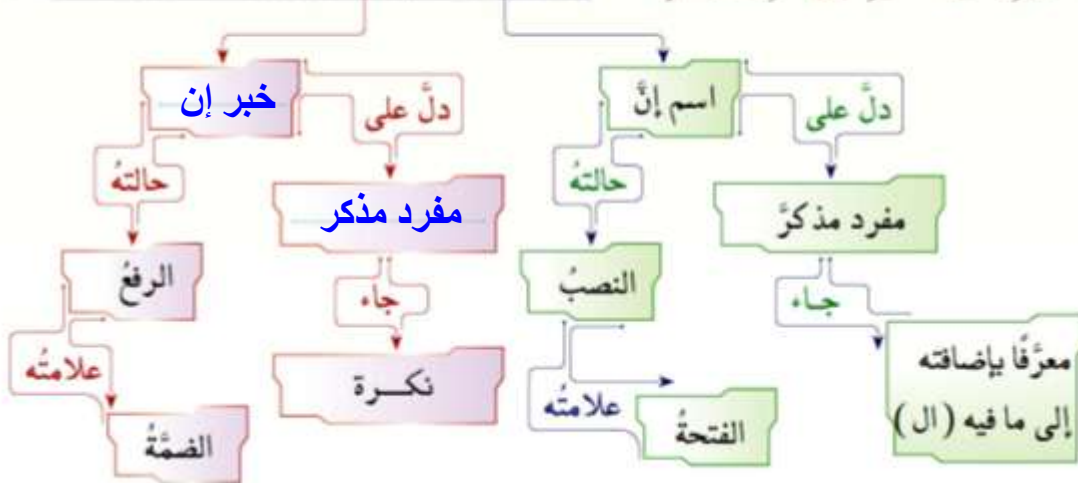 اسم إنَّ
دلَّ على
خبر إن
دلَّ على
حالتهُ
حالتهُ
مفرد مذكرَّ
مفرد مذكر
النصبُ
الرفعُ
جاء
جاء
معرَّفًا بإضافته
إلى ما فيه ( ال )
نكرة
علامتُه
علامتُه
الفتحةُ
الضمَّةُ